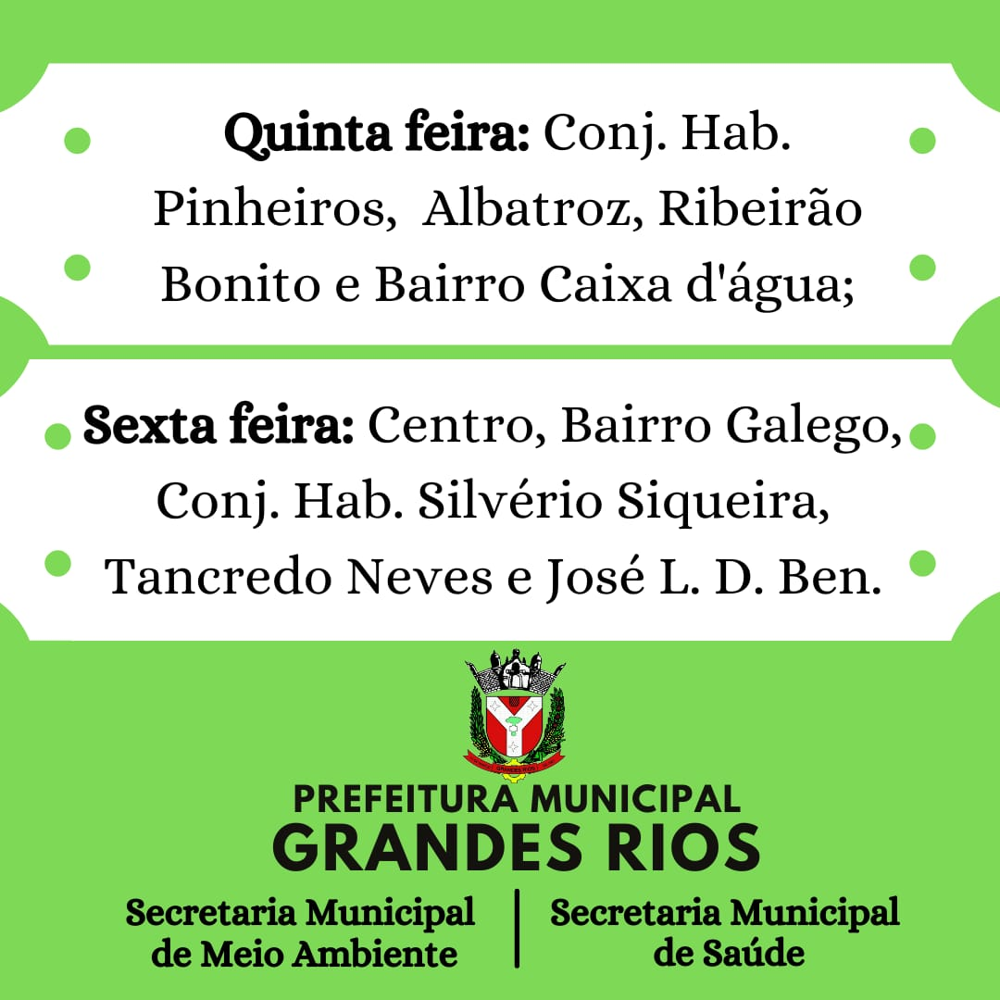 Quinta feira: Conj. Hab.
Pinheiros, Albatroz, Ribeirão
Bonito e Bairro Caixa d'água;
Sexta feira: Centro, Bairro Galego,
Conj. Hab. Silvério Siqueira,
Tancredo Neves e José L. D. Ben.
GRANDES RIOS
PREFEITURA MUNICIPAL
GRANDES RIOS
Secretaria Municipal
de Meio Ambiente
Secretaria Municipal
de Saúde